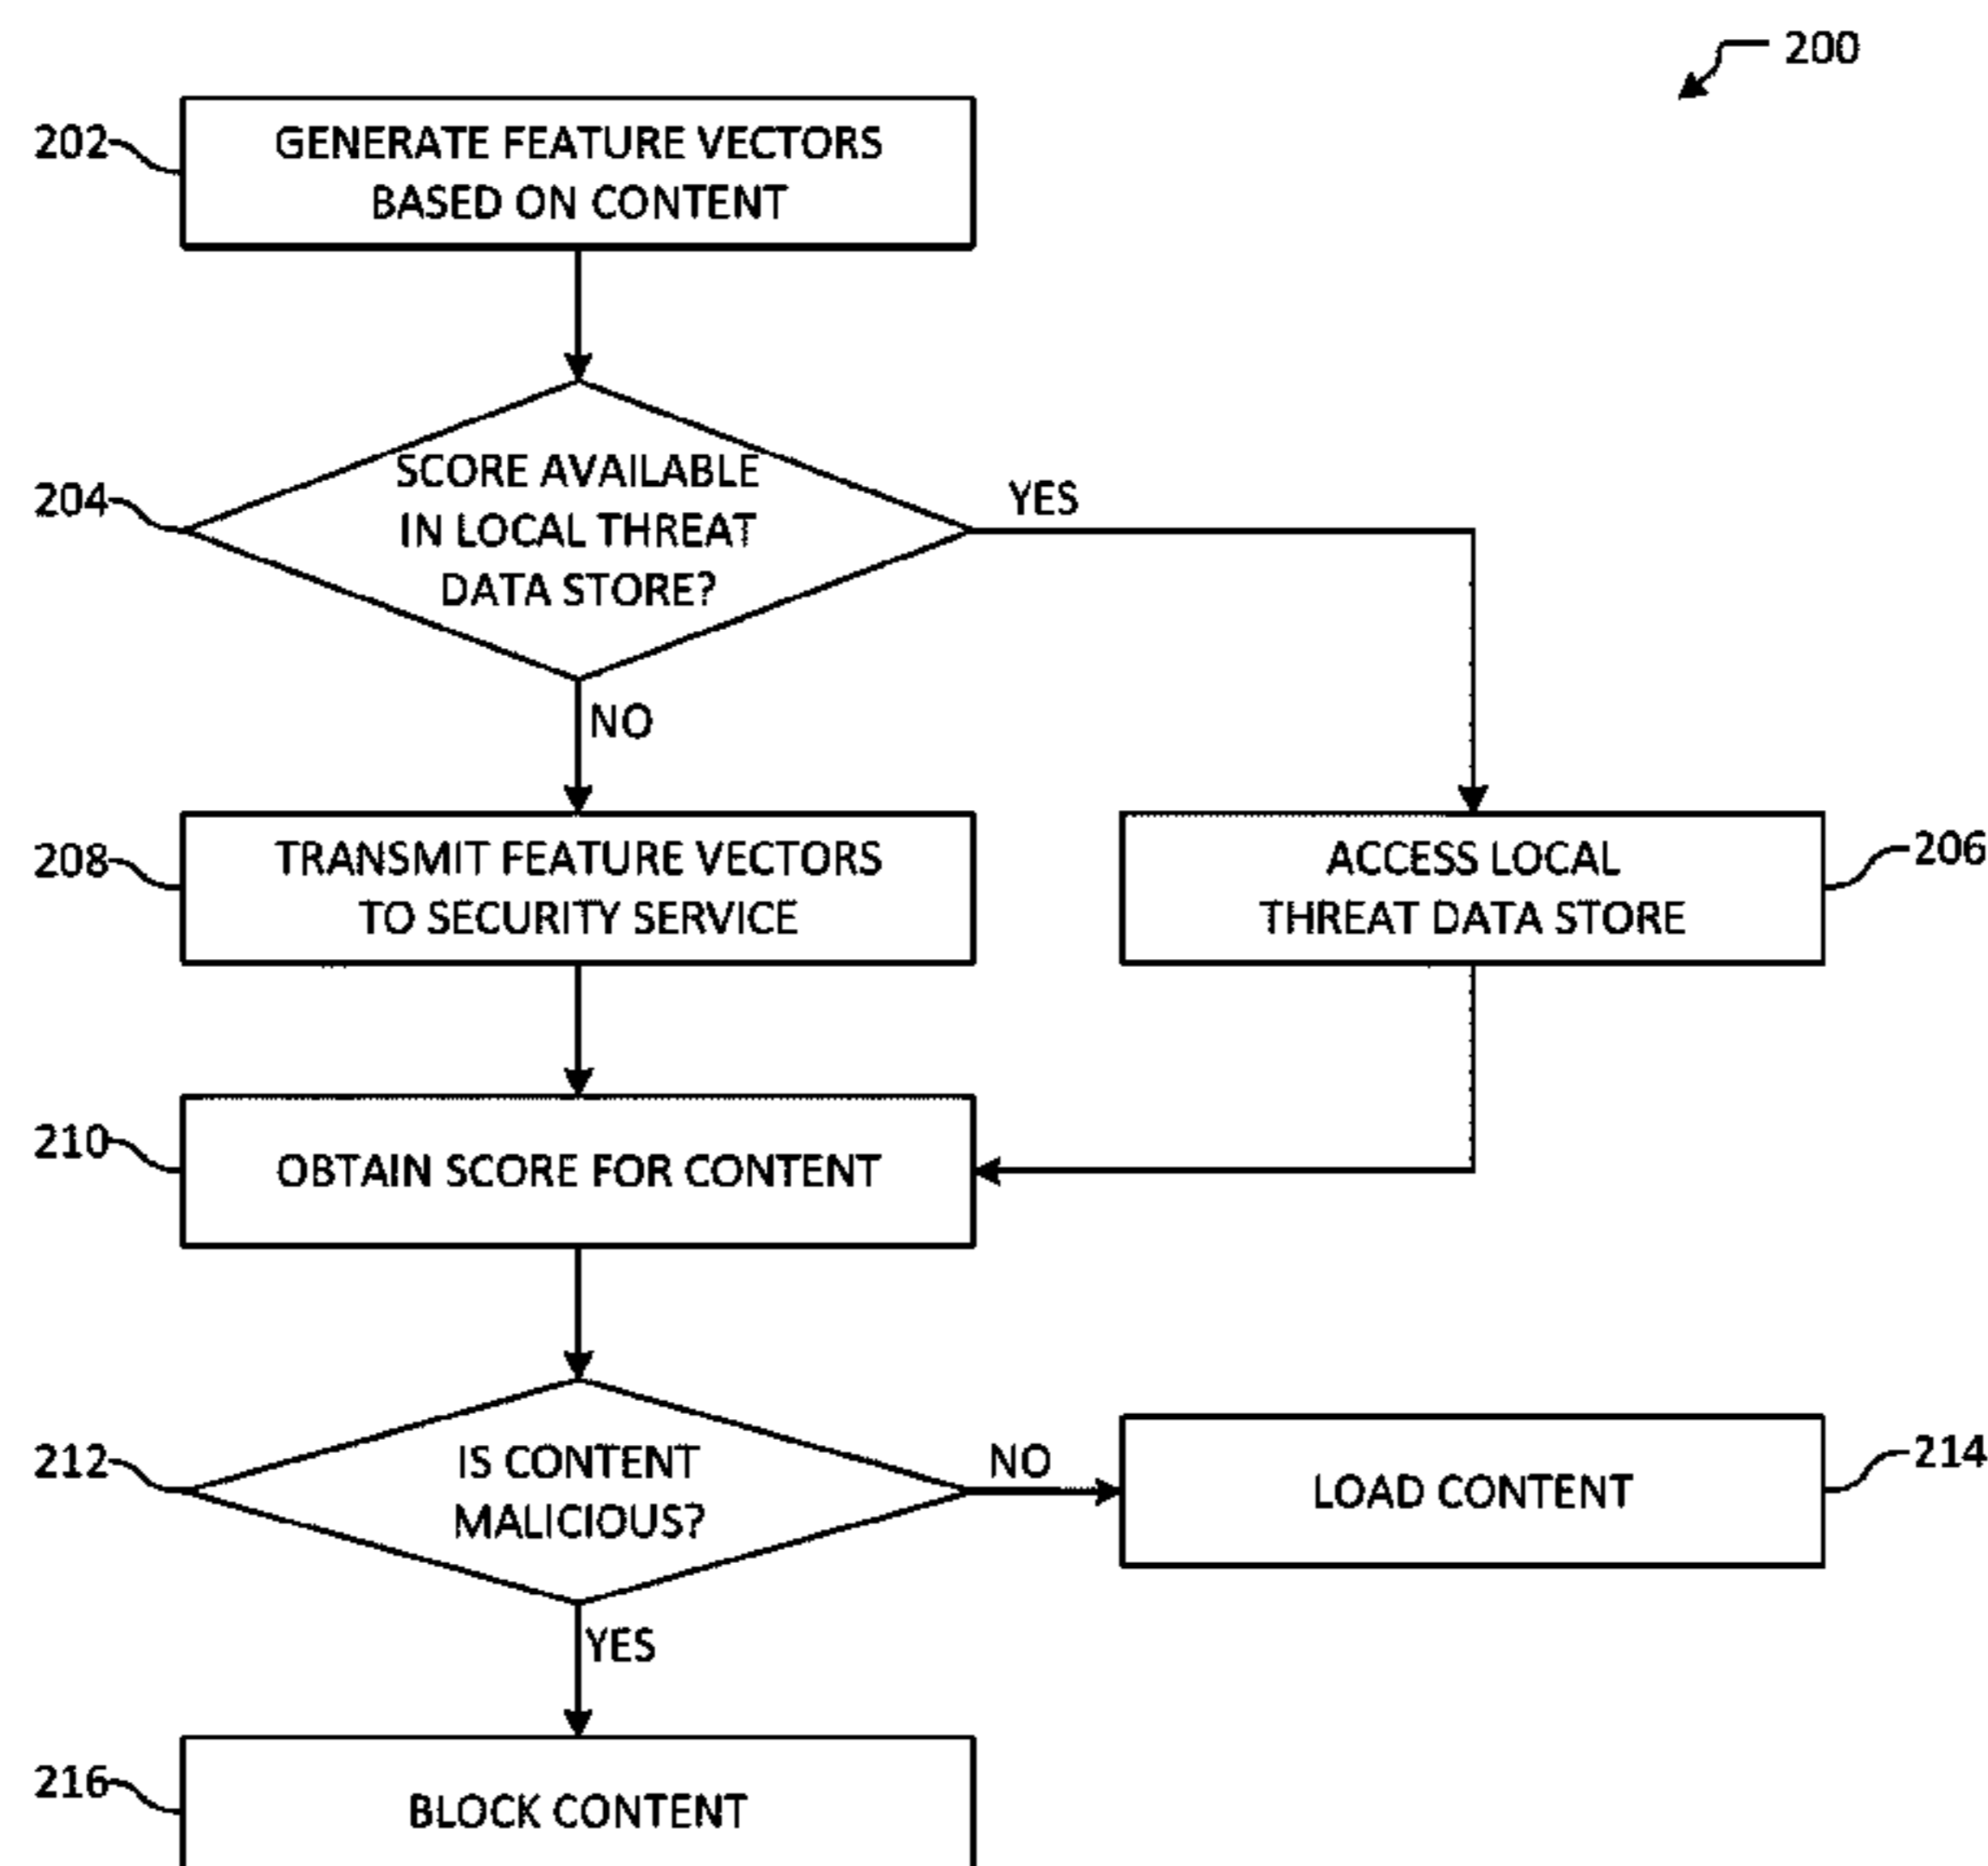 200
202
GENERATE FEATURE VECTORS
BASED ON CONTENT
204
SCORE AVAILABLE
IN LOCAL THREAT
DATA STORE?
YES
NO
208
TRANSMIT FEATURE VECTORS
TO SECURITY SERVICE
ACCESS LOCAL
THREAT DATA STORE
206
210
OBTAIN SCORE FOR CONTENT
212
IS CONTENT
MALICIOUS?
NO
LOAD CONTENT
214
YES
216
BLOCK CONTENT